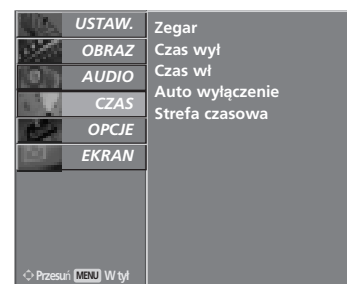 USTAW.
OBRAZ
AUDIO
CZAS
OPCJE
EKRAN
Zegar
Czas wył
Czas wł
Auto wyłączenie
Strefa czasowa
Przesuń MENU W tył